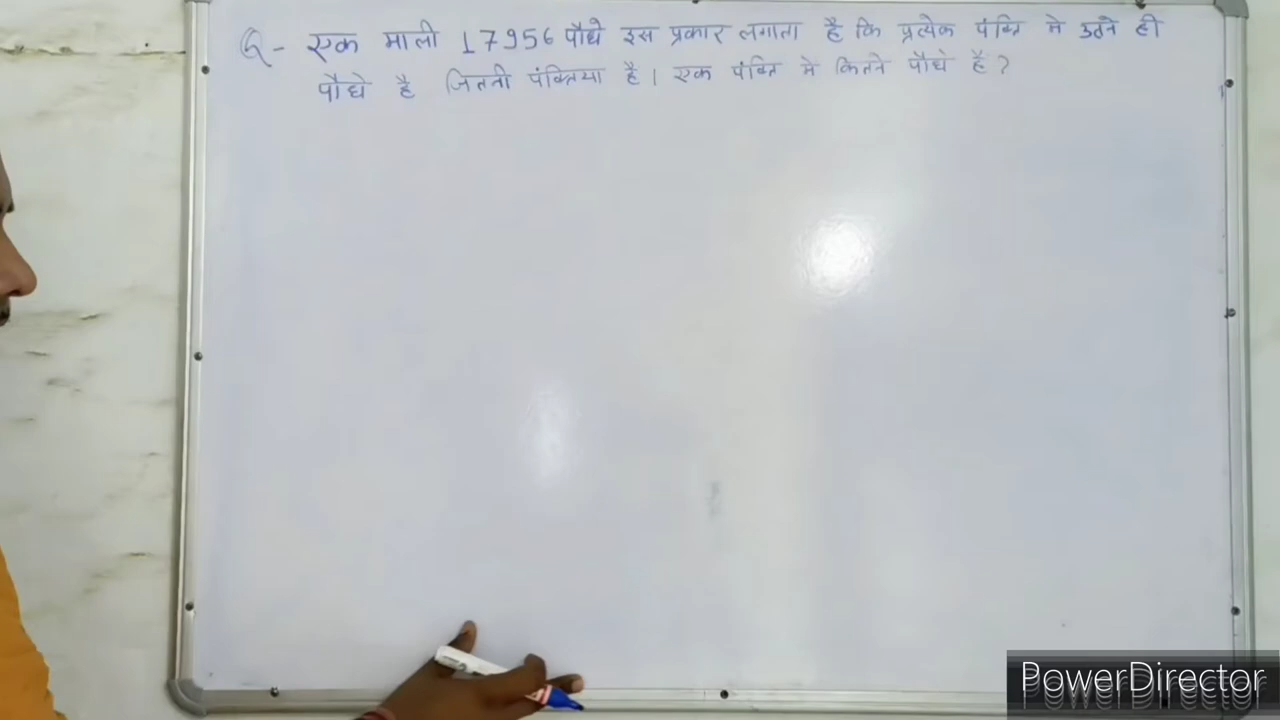 Q- एक माली 17956 पौधे इस प्रकार लगाता है कि प्रत्येक पंक्ति मे उतने ही
पौधे है जितनी पंक्तिया है। एक पंक्ति मे कितने पौधे है?
PowerDirector